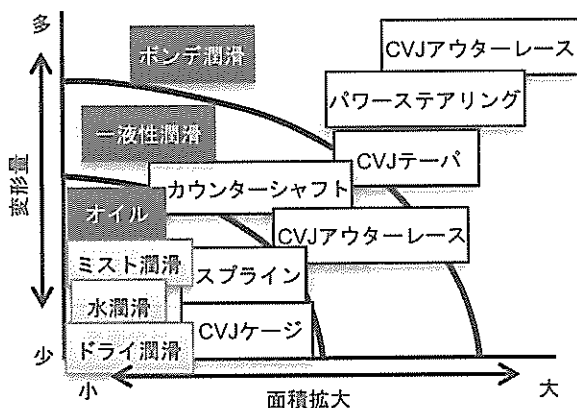 多
ボンデ潤滑
CVJアウターレース
パワーステアリング
一液性潤滑
CVJテーパ
変形量
カウンターシャフト
オイル
CVJアウターレース
ミスト潤滑
スプライン
水潤滑
CVJケージ
少
ドライ潤滑
小
面積拡大
大